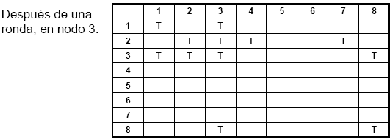 Después de una
ronda, en nodo 3.
1 2 3 4 5 6 7 8
1 T T
2 T T T T
3 T T T T
4
5
6
7
8 T T